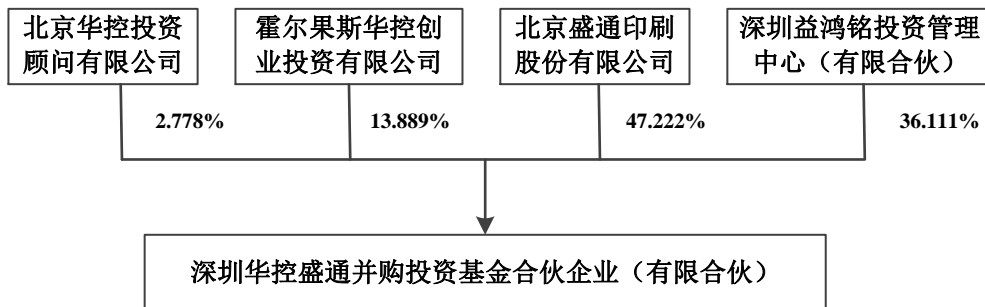 北京华控投资
顾问有限公司
霍尔果斯华控创
业投资有限公司
北京盛通印刷
股份有限公司
深圳益鸿铭投资管理
中心（有限合伙）
2.778%
13.889%
47.222%
36.111%
深圳华控盛通并购投资基金合伙企业（有限合伙）